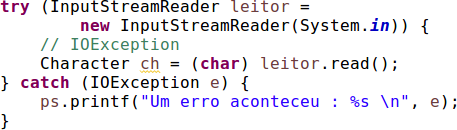 try (InputStreamReader leitor =
new InputStreamReader(System.in)) {
// IOException
Character ch = (char) leitor.read();
} catch (IOException e) {
ps.printf("Um erro aconteceu : %s \n", e);
}